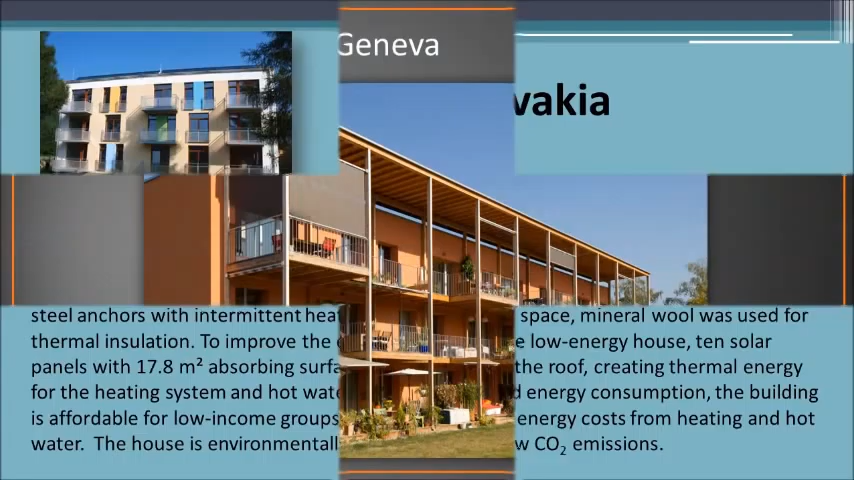 Geneva
vakia
steel anchors with intermittent hea space, mineral wool was used for
thermal insulation. To improve the e low-energy house, ten solar
panels with 17.8 m² absorbing surfa the roof, creating thermal energy
for the heating system and hot wat d energy consumption, the building
is affordable for low-income groups energy costs from heating and hot
water. The house is environmentall w CO₂ emissions.